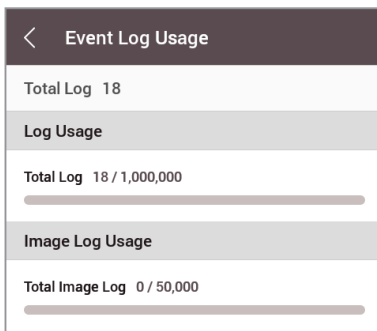 Event Log Usage
Total Log 18
Log Usage
Total Log 18 / 1,000,000
Image Log Usage
Total Image Log 0 / 50,000